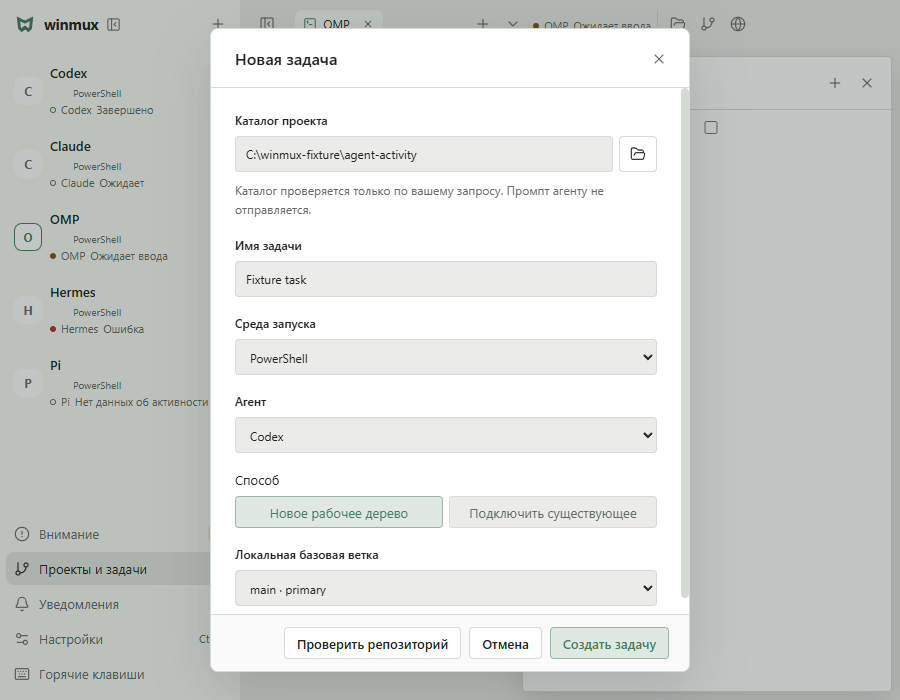 winmux
OMP
OMP Ожидает ввода
C
Codex
PowerShell
Codex Завершено
C
Claude
PowerShell
Claude Ожидает
O
OMP
PowerShell
OMP Ожидает ввода
H
Hermes
PowerShell
Hermes Ошибка
P
Pi
PowerShell
Pi Нет данных об активности
Внимание
Проекты и задачи
Уведомления
Настройки
Ct
Горячие клавиши
Новая задача
Каталог проекта
C:\winmux-fixture\agent-activity
Каталог проверяется только по вашему запросу. Промпт агенту не
отправляется.
Имя задачи
Fixture task
Среда запуска
PowerShell
Агент
Codex
Способ
Новое рабочее дерево
Подключить существующее
Локальная базовая ветка
main · primary
Проверить репозиторий
Отмена
Создать задачу